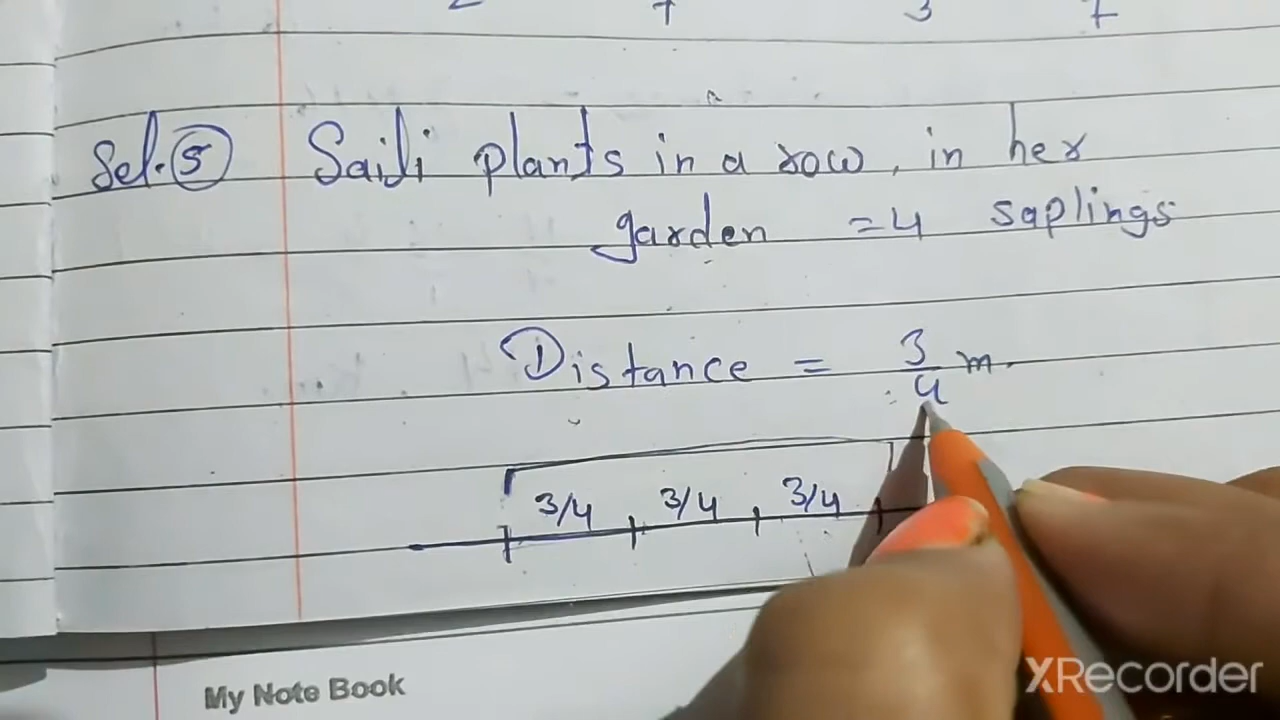 Sol. 5 Saili plants in a row, in her
garden = 4 saplings
Distance = 3/4 m.
3/4 3/4 3/4
My Note Book
XRecorder